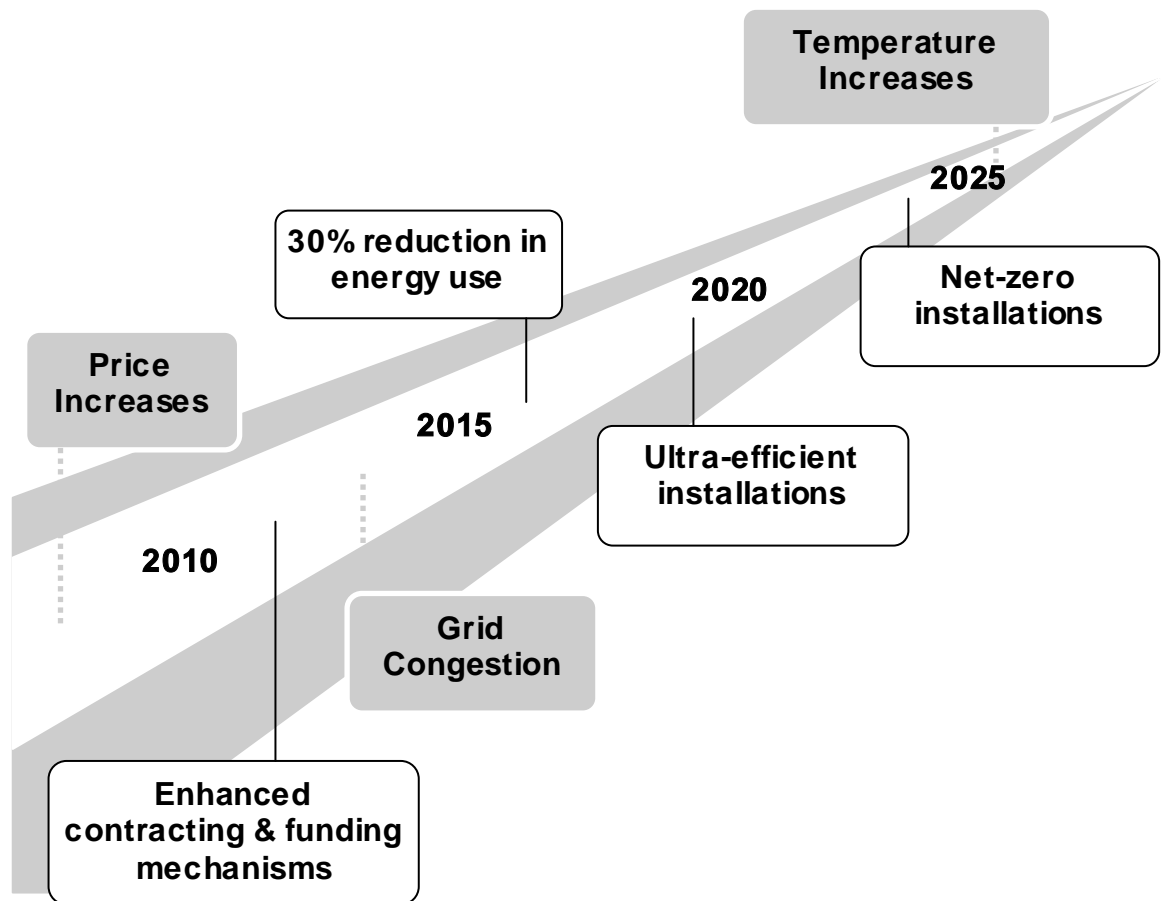 Temperature
Increases
2025
30% reduction in
energy use
Net-zero
installations
2020
Price
Increases
2015
Ultra-efficient
installations
2010
Grid
Congestion
Enhanced
contracting & funding
mechanisms